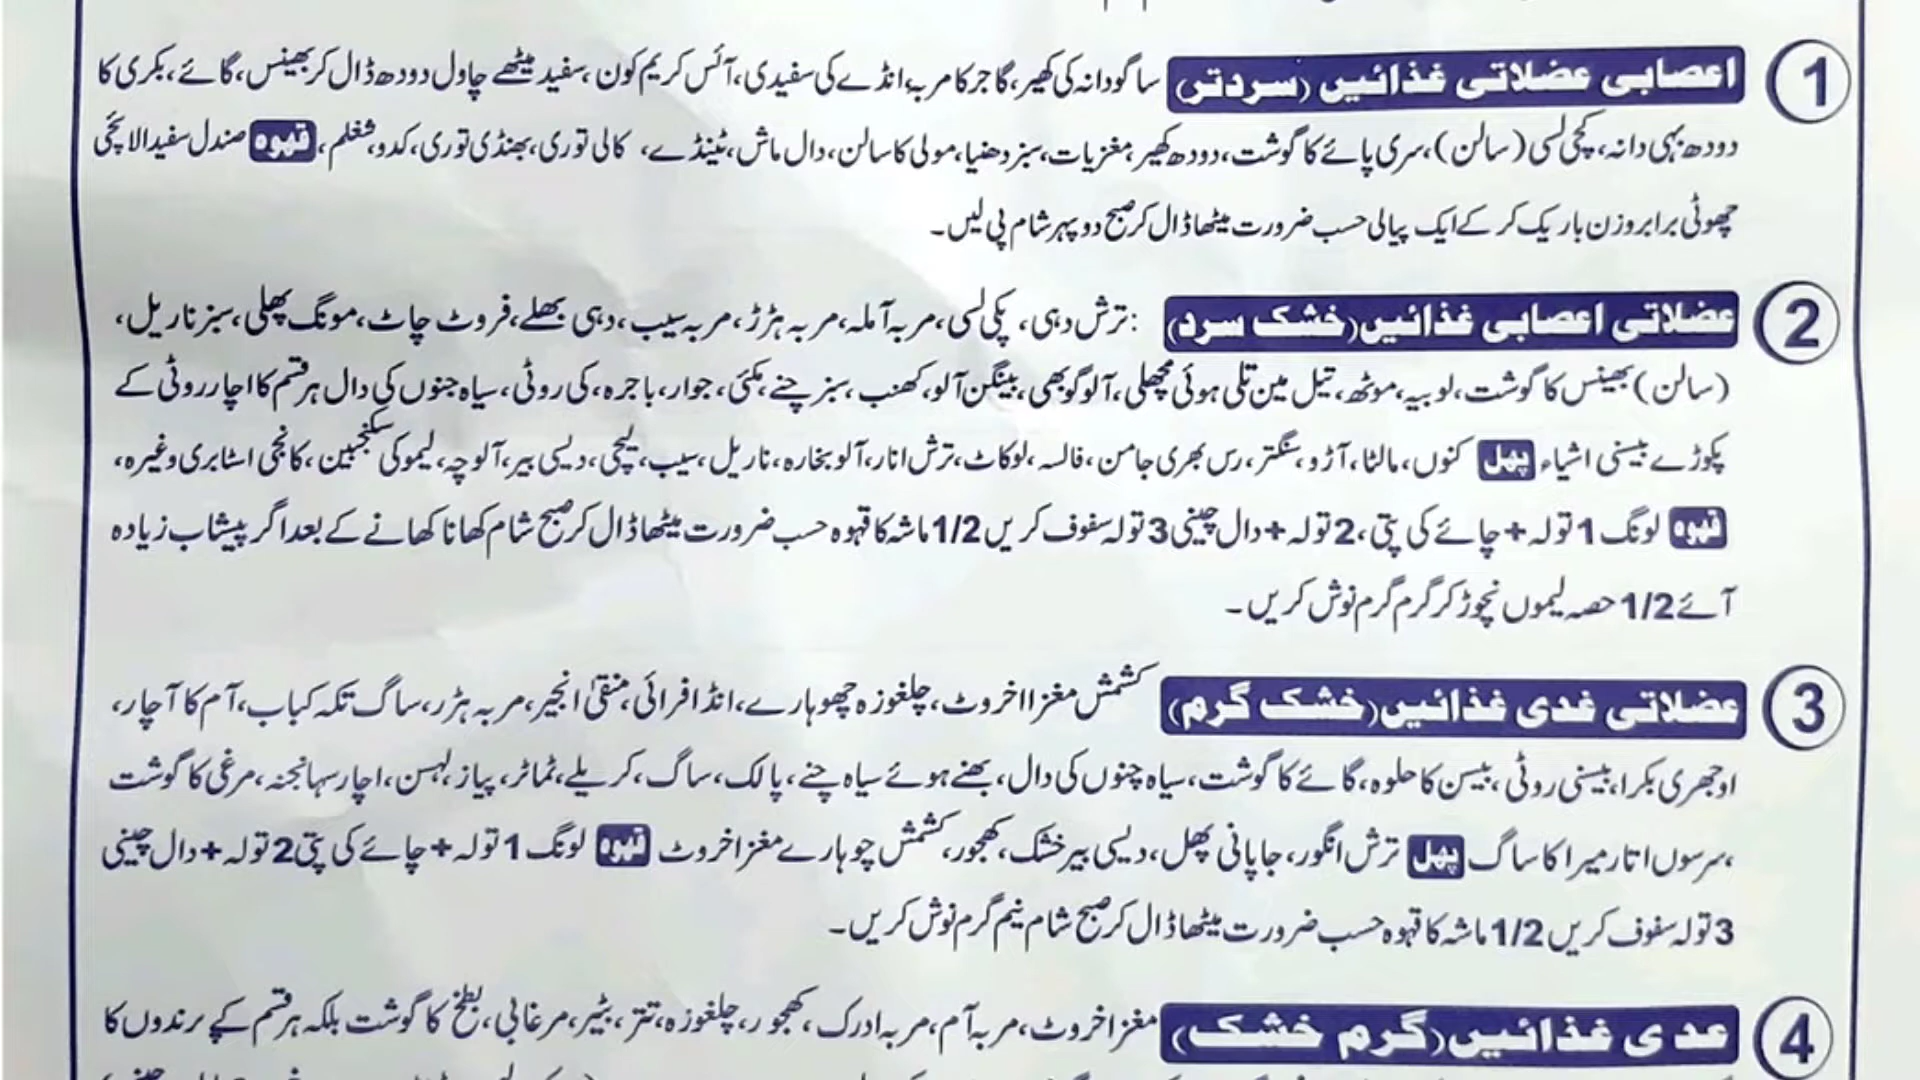 1 اعصابی عضلاتی غذائیں (سردتر) ساگودانہ کی کھیر، گاجر کا مربہ، انڈے کی سفیدی، آئس کریم کون، سفید میٹھے چاول دودھ ڈال کر بھینس، گائے، بکری کا
دودھ بہی دانہ، کچی لسی (سالن)، سری پائے کا گوشت، دودھ کھیر، مغزیات، سبز دھنیا، مولی کا سالن، دال ماش، ٹینڈے، کالی توری، بھنڈی توری، کدو، شغلم، قہوہ صندل سفید الائچی
چھوٹی برابر وزن باریک کر کے ایک پیالی حسب ضرورت میٹھا ڈال کر صبح دوپہر شام پی لیں۔
2 عضلاتی اعصابی غذائیں (خشک سرد) : ترش دہی، پکی لسی، مربہ آملہ، مربہ ہڑڑ، مربہ سیب، دہی بھلے، فروٹ چاٹ، مونگ پھلی، سبز ناریل،
(سالن) بھینس کا گوشت، لوبیہ، موٹھ، تیل مین تلی ہوئی مچھلی، آلو گوبھی، بینگن آلو، کھنب، سبز چنے، مکئی، جوار، باجرہ، کی روٹی، سیاہ جنوں کی دال ہر قسم کا اچار روٹی کے
پکوڑے بیسنی اشیاء پھل کنوں، مالٹا، آڑو، سنگتر، رس بھری جامن، فالسہ، لوکاٹ، ترش انار، آلو بخارہ، ناریل، سیب، لیچی، دیسی بیر، آلوچہ، لیمو کی سکنجبین، کانجی اسٹابری وغیرہ،
قہوہ لونگ 1 تولہ + چائے کی پتی، 2 تولہ + دال چینی 3 تولہ سفوف کریں 1/2 ماشہ کا قہوہ حسب ضرورت میٹھا ڈال کر صبح شام کھانا کھانے کے بعد اگر پیشاب زیادہ
آئے 1/2 حصہ لیموں نچوڑ کر گرم گرم نوش کریں۔
3 عضلاتی غدی غذائیں (خشک گرم) کشمش مغز اخروٹ، چلغوزہ چھوہارے، انڈا فرائی، منقیٰ انجیر، مربہ ہڑر، ساگ تکہ کباب، آم کا آچار،
اوجھری بکرا، بیسنی روٹی، بیسن کا حلوہ، گائے کا گوشت، سیاہ چنوں کی دال، بھنے ہوئے سیاہ چنے، پالک، ساگ، کریلے، ٹماٹر، پیاز، لہسن، اچار سہانجنہ، مرغی کا گوشت
، سرسوں اتارمیرا کا ساگ پھل ترش انگور، جاپانی پھل، دیسی بیر خشک، کھجور، کشمش چوہارے مغز اخروٹ قہوہ لونگ 1 تولہ + چائے کی پتی 2 تولہ + دال چینی
3 تولہ سفوف کریں 1/2 ماشہ کا قہوہ حسب ضرورت میٹھا ڈال کر صبح شام نیم گرم نوش کریں۔
4 غدی غذائیں (گرم خشک) مغز اخروٹ، مربہ آم، مربہ ادرک، کھجور، چلغوزہ، تتر، بٹیر، مرغابی، بطخ کا گوشت بلکہ ہر قسم کے پرندوں کا